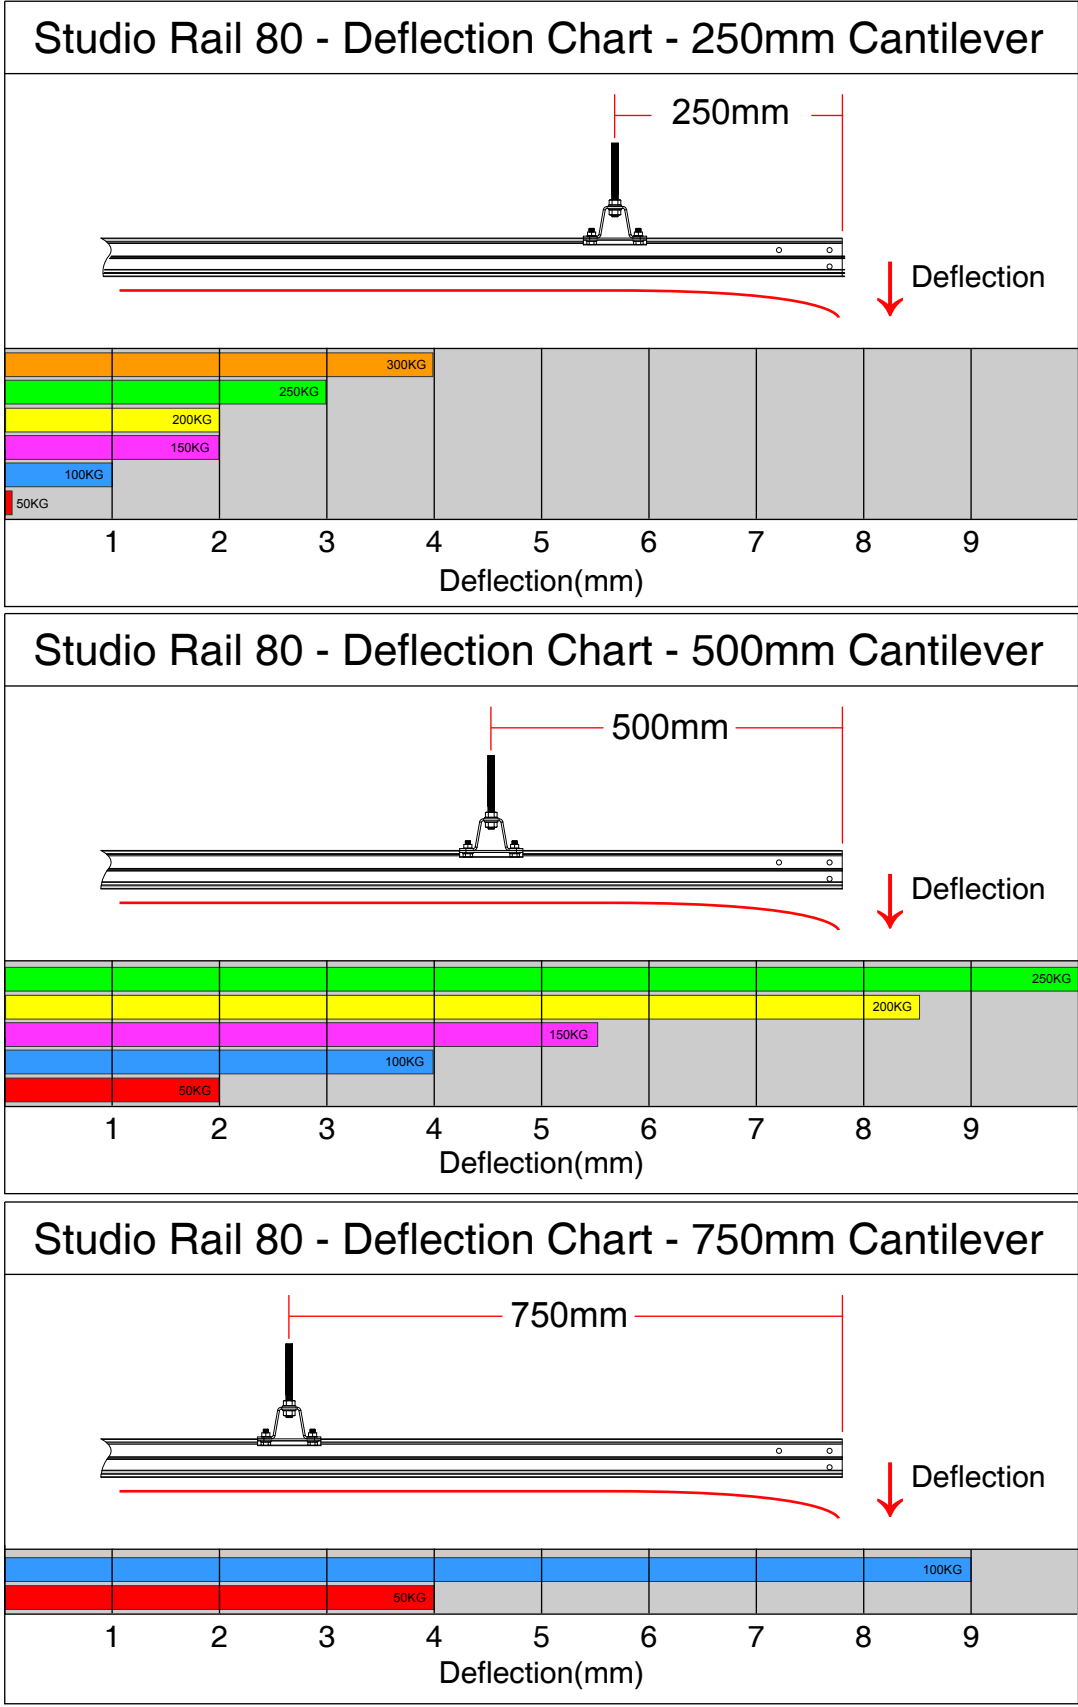 Studio Rail 80 - Deflection Chart - 250mm Cantilever
250mm
Deflection
300KG
250KG
200KG
150KG
100KG
50KG
1 2 3 4 5 6 7 8 9
Deflection(mm)
Studio Rail 80 - Deflection Chart - 500mm Cantilever
500mm
Deflection
250KG
200KG
150KG
100KG
50KG
1 2 3 4 5 6 7 8 9
Deflection(mm)
Studio Rail 80 - Deflection Chart - 750mm Cantilever
750mm
Deflection
100KG
50KG
1 2 3 4 5 6 7 8 9
Deflection(mm)